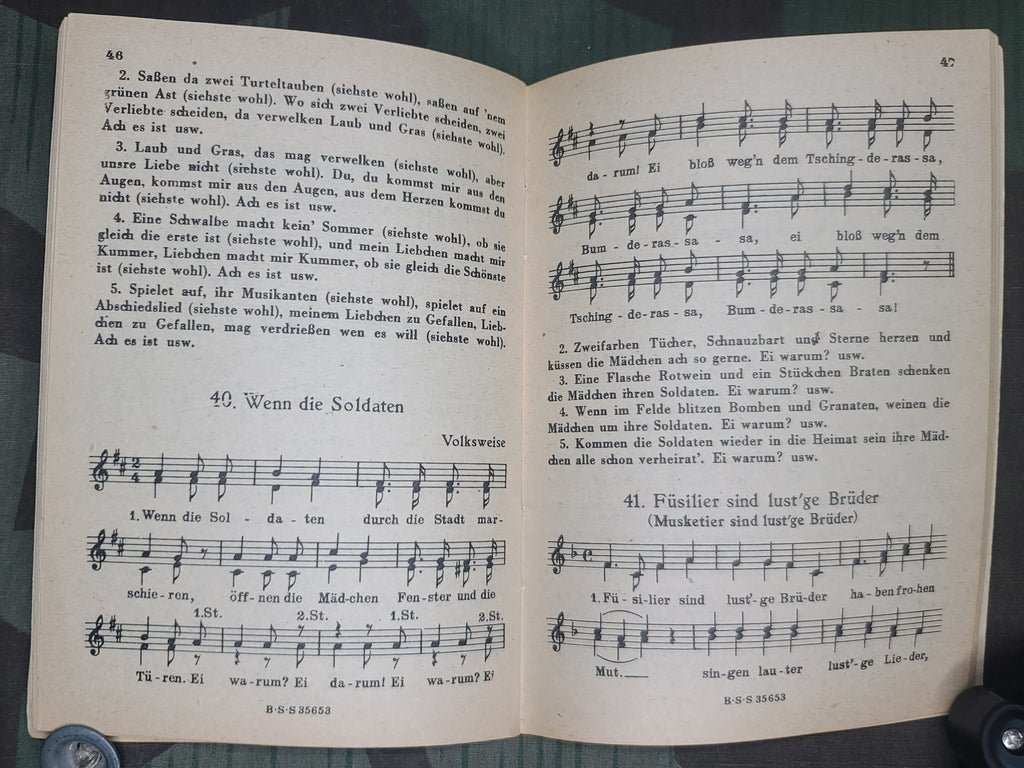 46
2. Saßen da zwei Turteltauben (siehste wohl), saßen auf 'nem
grünen Ast (siehste wohl). Wo sich zwei Verliebte scheiden, zwei
Verliebte scheiden, da verwelken Laub und Gras (siehste wohl).
Ach es ist usw.
3. Laub und Gras, das mag verwelken (siehste wohl), aber
unsre Liebe nicht (siehste wohl). Du, du kommst mir aus den
Augen, kommst mir aus den Augen, aus dem Herzen kommst du
nicht (siehste wohl). Ach es ist usw.
4. Eine Schwalbe macht kein' Sommer (siehste wohl), ob sie
gleich die erste ist (siehste wohl), und mein Liebchen macht mir
Kummer, Liebchen macht mir Kummer, ob sie gleich die Schönste
ist (siehste wohl). Ach es ist usw.
5. Spielet auf, ihr Musikanten (siehste wohl), spielet auf ein
Abschiedslied (siehste wohl), meinem Liebchen zu Gefallen, Lieb-
chen zu Gefallen, mag verdrießen wen es will (siehste wohl).
Ach es ist usw.
40. Wenn die Soldaten
Volksweise
1. Wenn die Sol - da - ten durch die Stadt mar-
schie - ren, öff - nen die Mäd - chen Fen - ster und die
1.St. 2.St. 1.St. 2.St.
Tü - ren. Ei wa - rum? Ei da - rum! Ei wa - rum? Ei
B·S·S 35653
47
da - rum! Ei bloß weg'n dem Tsching - de - ras - sa,
Bum - de - ras - sa - sa, ei bloß weg'n dem
Tsching - de - ras - sa, Bum - de - ras - sa - sa!
2. Zweifarben Tücher, Schnauzbart und Sterne herzen und
küssen die Mädchen ach so gerne. Ei warum? usw.
3. Eine Flasche Rotwein und ein Stückchen Braten schenken
die Mädchen ihren Soldaten. Ei warum? usw.
4. Wenn im Felde blitzen Bomben und Granaten, weinen die
Mädchen um ihre Soldaten. Ei warum? usw.
5. Kommen die Soldaten wieder in die Heimat sein ihre Mäd-
chen alle schon verheirat'. Ei warum? usw.
41. Füsilier sind lust'ge Brüder
(Musketier sind lust'ge Brüder)
1. Fü - si - lier sind lust' - ge Brü - der ha - ben fro - hen
Mut.___ sin - gen lau - ter lust' - ge Lie - der,
B·S·S 35653